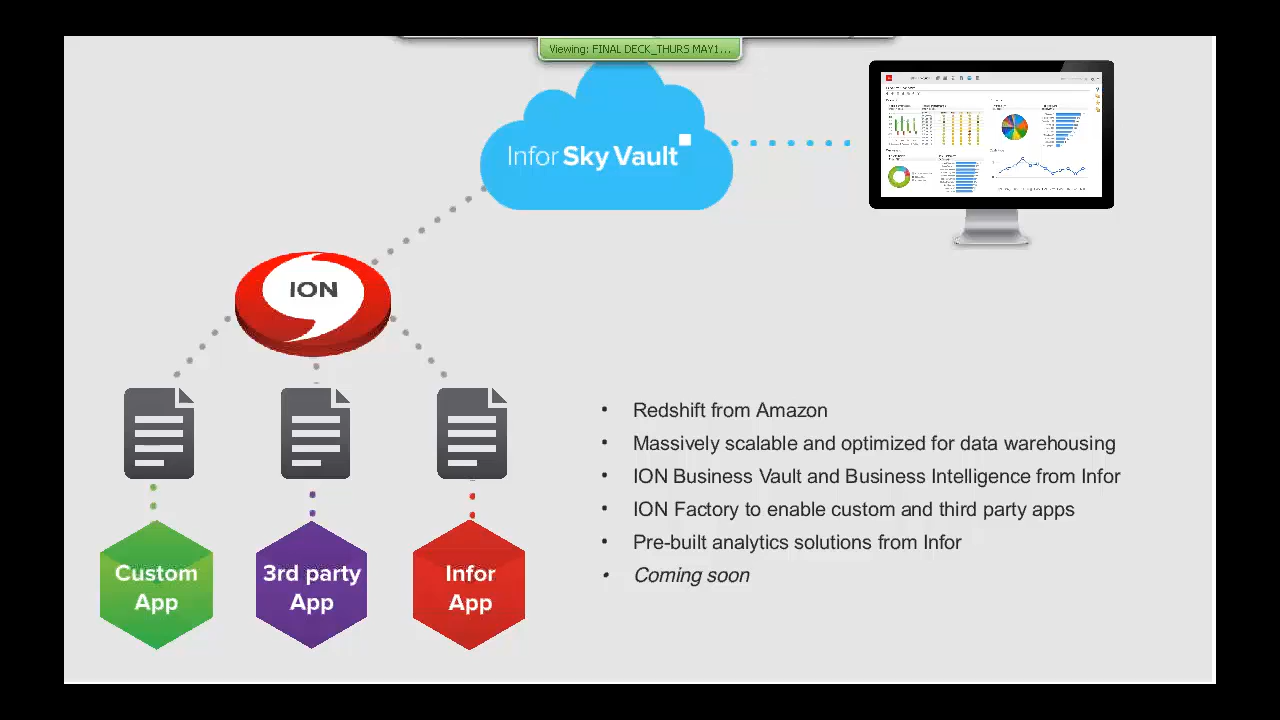 Viewing: FINAL DECK_THURS MAY1...
Infor Sky Vault
ION
• Redshift from Amazon
• Massively scalable and optimized for data warehousing
• ION Business Vault and Business Intelligence from Infor
• ION Factory to enable custom and third party apps
• Pre-built analytics solutions from Infor
• Coming soon
Custom
App
3rd party
App
Infor
App